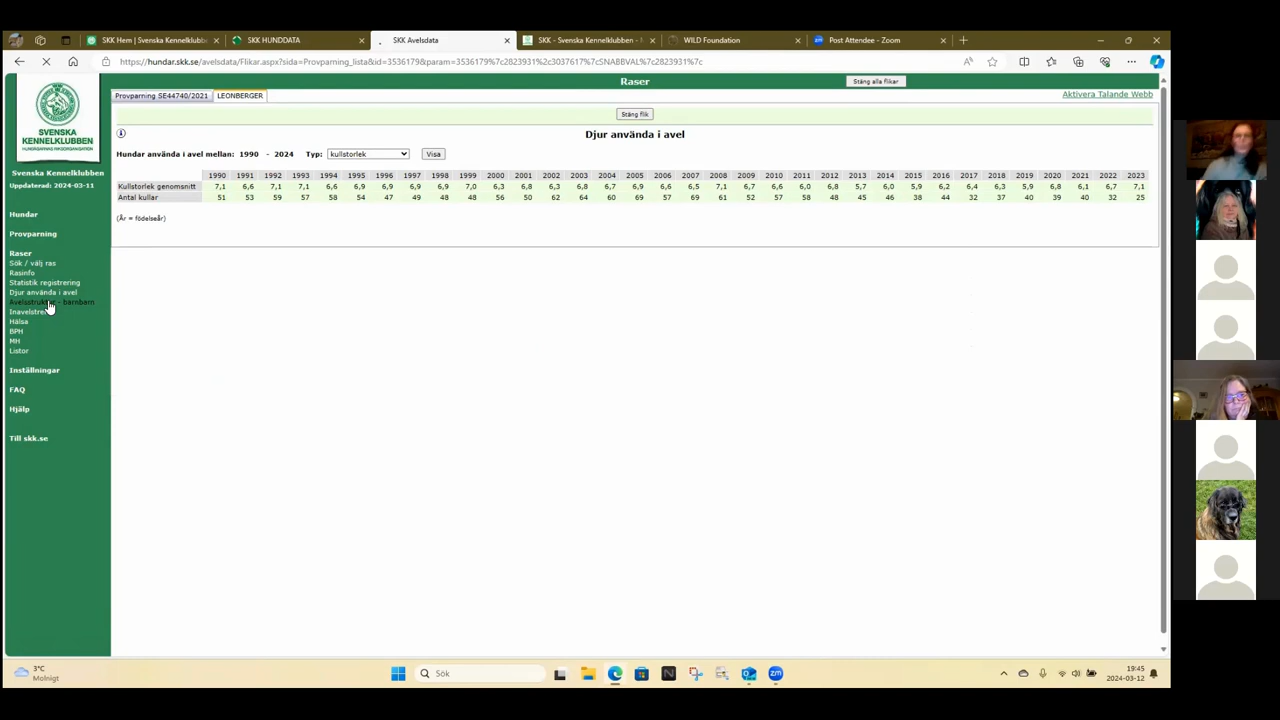 SKK Hem | Svenska Kennelklubb
SKK HUNDDATA
SKK Avelsdata
SKK - Svenska Kennelklubben -
WILD Foundation
Post Attendee - Zoom
https://hundar.skk.se/avelsdata/Flikar.aspx?sida=Provparning_lista&id=3536179&param=3536179%7c2823931%2c3037617%7cSNABBVAL%7c2823931%7c
SVENSKA
KENNELKLUBBEN
HUNDÄGARNAS RIKSORGANISATION
Svenska Kennelklubben
Uppdaterad: 2024-03-11
Hundar
Provparning
Raser
Sök / välj ras
Rasinfo
Statistik registrering
Djur använda i avel
Avelsstruktur - barnbarn
Hälsa
BPH
MH
Listor
Inställningar
FAQ
Hjälp
Till skk.se
Raser
Stäng alla flikar
Provparning SE44740/2021
LEONBERGER
Aktivera Talande Webb
Stäng flik
Djur använda i avel
Hundar använda i avel mellan: 1990 - 2024 Typ: kullstorlek Visa
1990 1991 1992 1993 1994 1995 1996 1997 1998 1999 2000 2001 2002 2003 2004 2005 2006 2007 2008 2009 2010 2011 2012 2013 2014 2015 2016 2017 2018 2019 2020 2021 2022 2023
Kullstorlek genomsnitt 7,1 6,6 7,1 7,1 6,6 6,9 6,9 6,9 6,9 7,0 6,3 6,8 6,3 6,8 6,7 6,9 6,6 6,5 7,1 6,7 6,6 6,0 6,8 5,7 6,0 5,9 6,2 6,4 6,3 5,9 6,8 6,1 6,7 7,1
Antal kullar 51 53 59 57 58 54 47 49 48 48 56 50 62 64 60 69 57 69 61 52 57 58 48 45 46 38 44 32 37 40 39 40 32 25
(År = födelseår)
3°C
Molnigt
Sök
19:45
2024-03-12